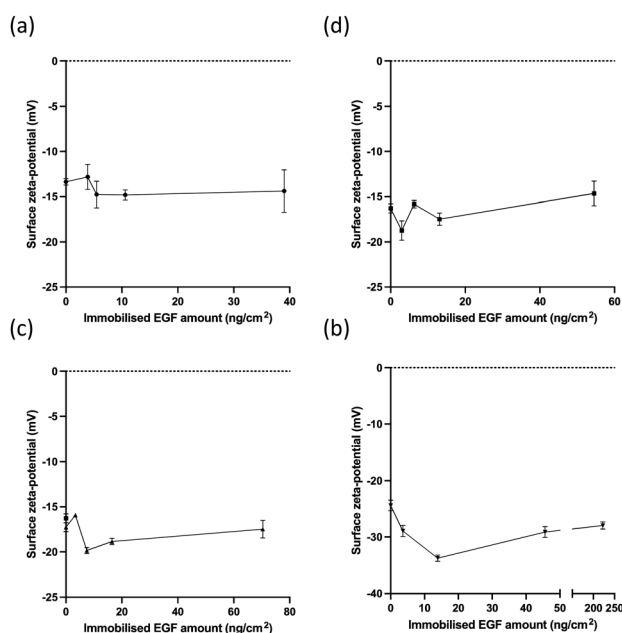 (a)
0
-5
-10
-15
-20
-25
Surface zeta-potential (mV)
0 10 20 30 40
Immobilised EGF amount (ng/cm²)
(d)
0
-5
-10
-15
-20
-25
Surface zeta-potential (mV)
0 20 40 60
Immobilised EGF amount (ng/cm²)
(c)
0
-5
-10
-15
-20
-25
Surface zeta-potential (mV)
0 20 40 60 80
Immobilised EGF amount (ng/cm²)
(b)
0
-10
-20
-30
-40
Surface zeta-potential (mV)
0 10 20 30 40 50 200 250
Immobilised EGF amount (ng/cm²)